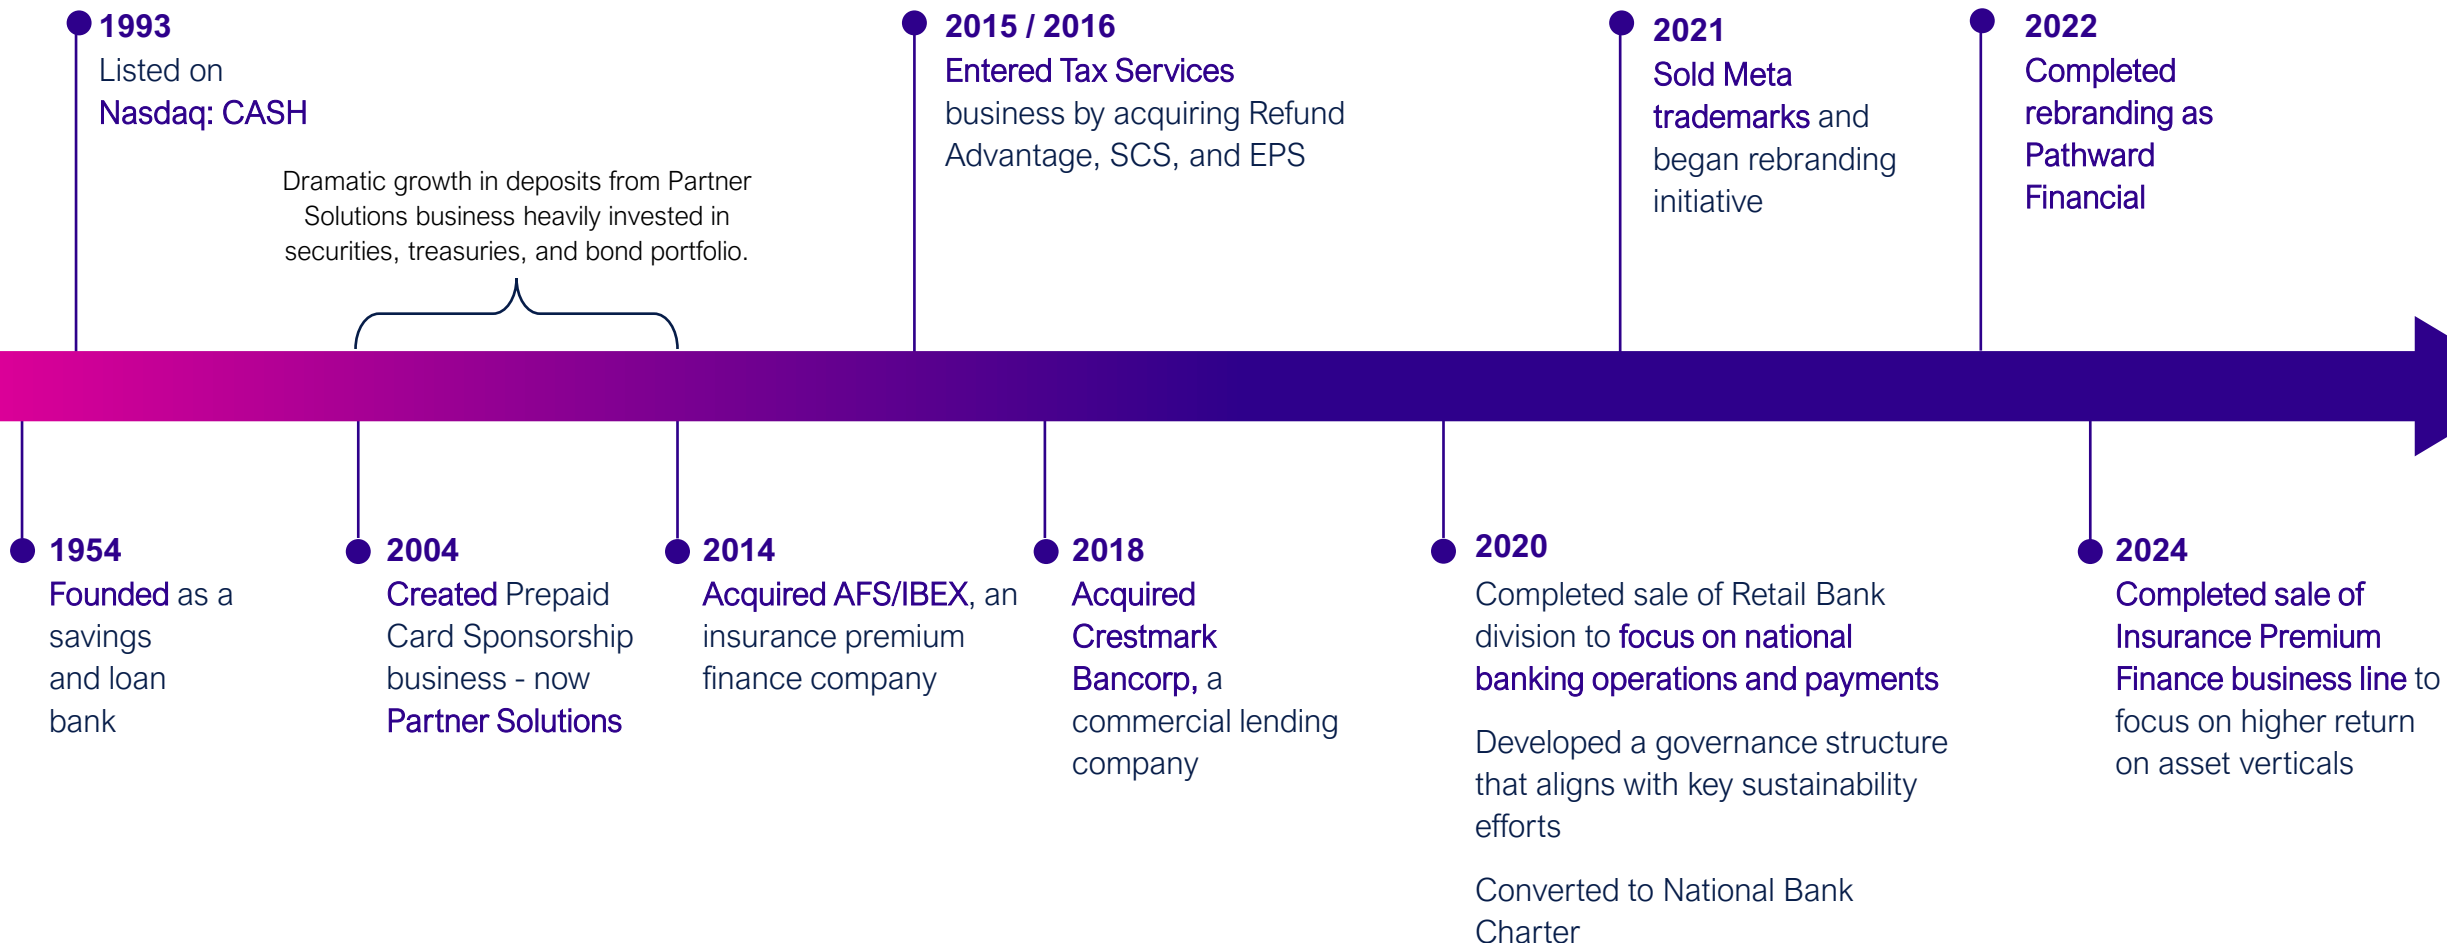 1993
Listed on
Nasdaq: CASH
Dramatic growth in deposits from Partner
Solutions business heavily invested in
securities, treasuries, and bond portfolio.
2015 / 2016
Entered Tax Services
business by acquiring Refund
Advantage, SCS, and EPS
2021
Sold Meta
trademarks and
began rebranding
initiative
2022
Completed
rebranding as
Pathward
Financial
1954
Founded as a
savings
and loan
bank
2004
Created Prepaid
Card Sponsorship
business - now
Partner Solutions
2014
Acquired AFS/IBEX, an
insurance premium
finance company
2018
Acquired
Crestmark
Bancorp, a
commercial lending
company
2020
Completed sale of Retail Bank
division to focus on national
banking operations and payments
Developed a governance structure
that aligns with key sustainability
efforts
Converted to National Bank
Charter
2024
Completed sale of
Insurance Premium
Finance business line to
focus on higher return
on asset verticals